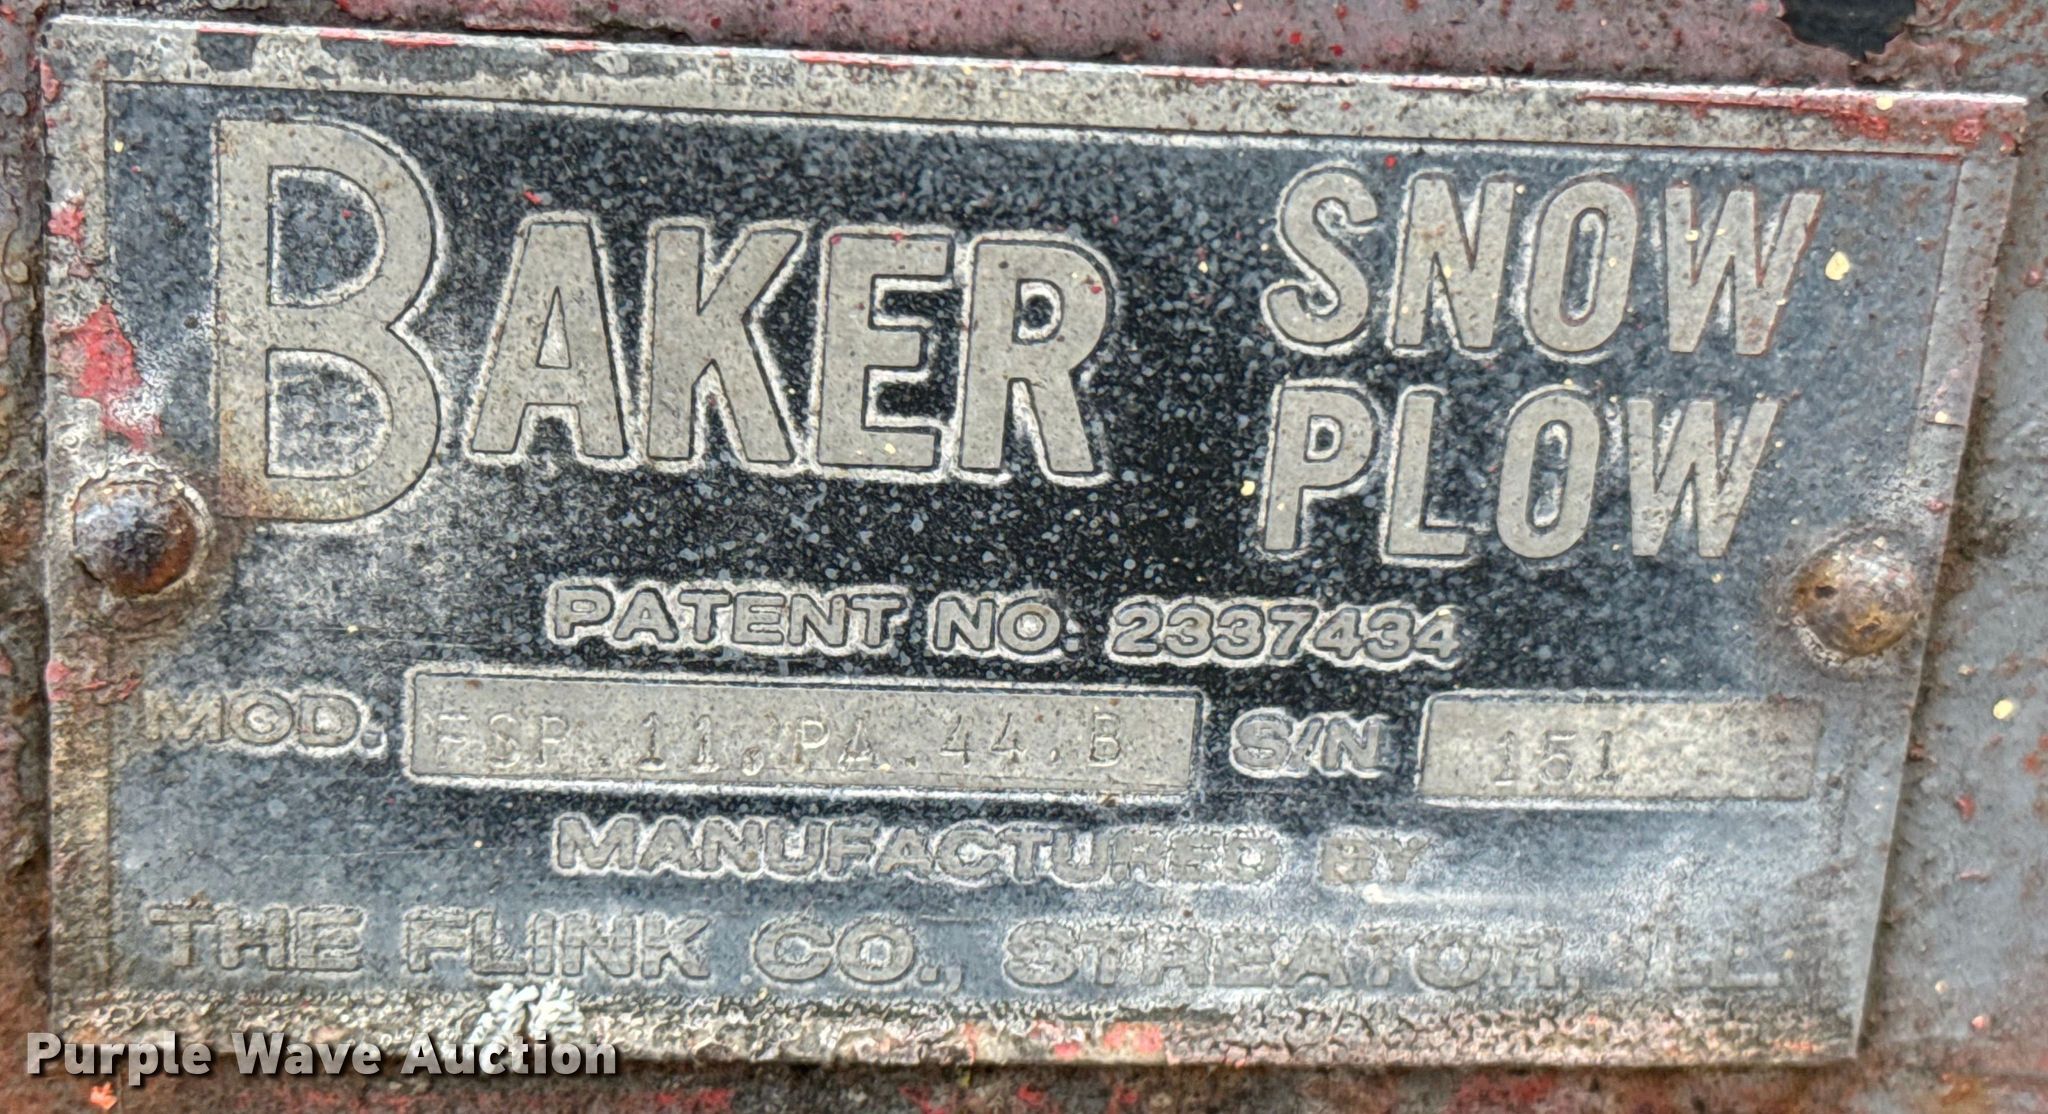 BAKER SNOW PLOW
PATENT NO. 2337434
MOD. FSP.11./PA.44.B S/N 151
MANUFACTURED BY
THE FLINK CO., STREATOR, ILL.
Purple Wave Auction